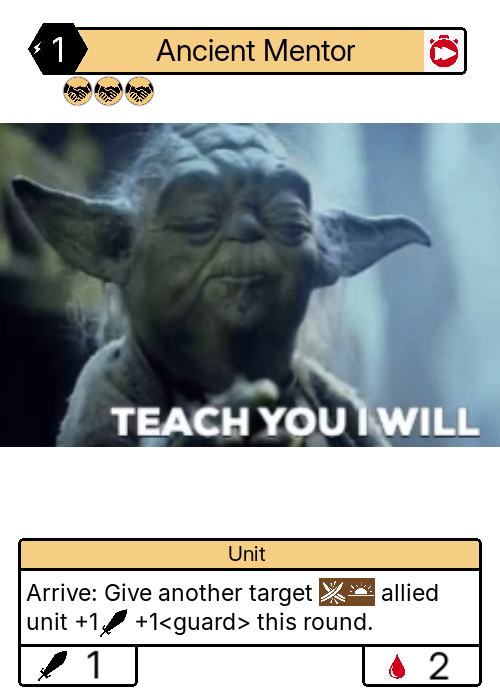 1 Ancient Mentor
TEACH YOU I WILL
Unit
Arrive: Give another target allied
unit +1 +1<guard> this round.
1
2